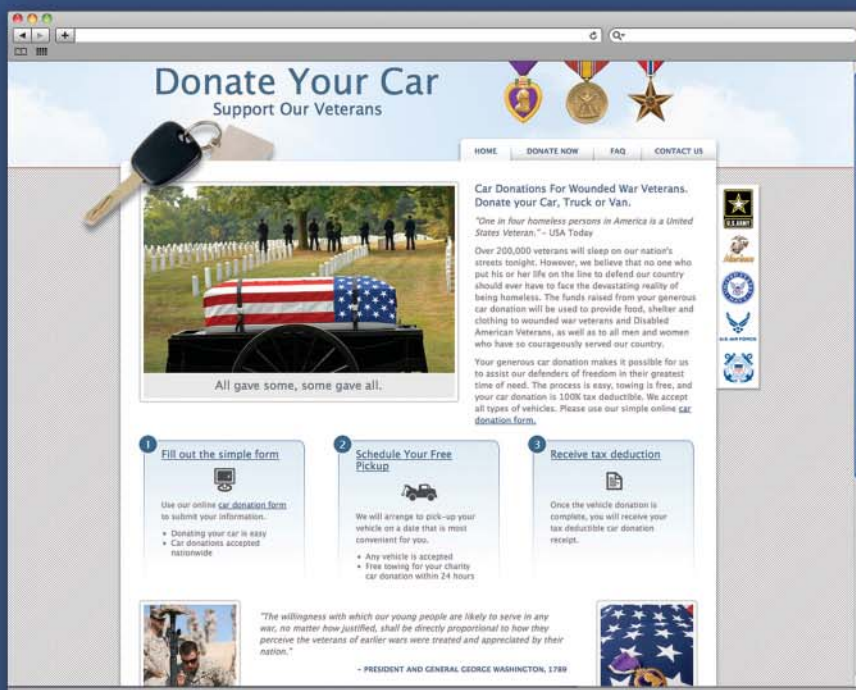 Donate Your Car
Support Our Veterans
HOME
DONATE NOW
FAQ
CONTACT US
Car Donations For Wounded War Veterans.
Donate your Car, Truck or Van.
"One in four homeless persons in America is a United
States Veteran." – USA Today
Over 200,000 veterans will sleep on our nation's
streets tonight. However, we believe that no one who
put his or her life on the line to defend our country
should ever have to face the devastating reality of
being homeless. The funds raised from your generous
car donation will be used to provide food, shelter and
clothing to wounded war veterans and Disabled
American Veterans, as well as to all men and women
who have so courageously served our country.
Your generous car donation makes it possible for us
to assist our defenders of freedom in their greatest
time of need. The process is easy, towing is free, and
your car donation is 100% tax deductible. We accept
all types of vehicles. Please use our simple online car
donation form.
All gave some, some gave all.
U.S.ARMY
Marines
U.S. AIR FORCE
1
Fill out the simple form
Use our online car donation form
to submit your information.
• Donating your car is easy
• Car donations accepted
nationwide
2
Schedule Your Free
Pickup
We will arrange to pick-up your
vehicle on a date that is most
convenient for you.
• Any vehicle is accepted
• Free towing for your charity
car donation within 24 hours
3
Receive tax deduction
Once the vehicle donation is
complete, you will receive your
tax deductible car donation
receipt.
"The willingness with which our young people are likely to serve in any
war, no matter how justified, shall be directly proportional to how they
perceive the veterans of earlier wars were treated and appreciated by their
nation."
– PRESIDENT AND GENERAL GEORGE WASHINGTON, 1789